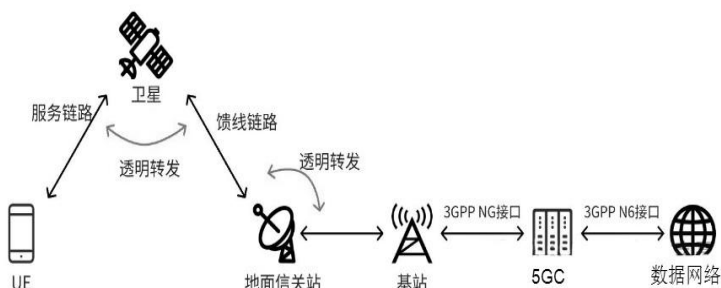 卫星
服务链路
馈线链路
透明转发
透明转发
3GPP NG接口
3GPP N6接口
UE
地面信关站
基站
5GC
数据网络